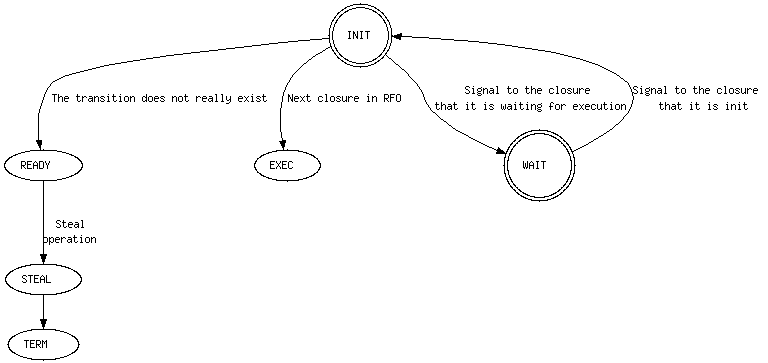 INIT
The transition does not really exist
Next closure in RFO
Signal to the closure
that it is waiting for execution
Signal to the closure
that it is init
READY
EXEC
WAIT
Steal
operation
STEAL
TERM